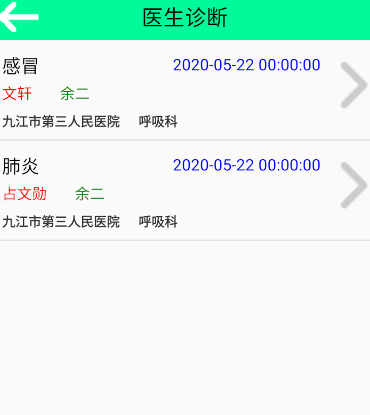 医生诊断
感冒 2020-05-22 00:00:00
文轩 余二
九江市第三人民医院 呼吸科
肺炎 2020-05-22 00:00:00
占文勋 余二
九江市第三人民医院 呼吸科